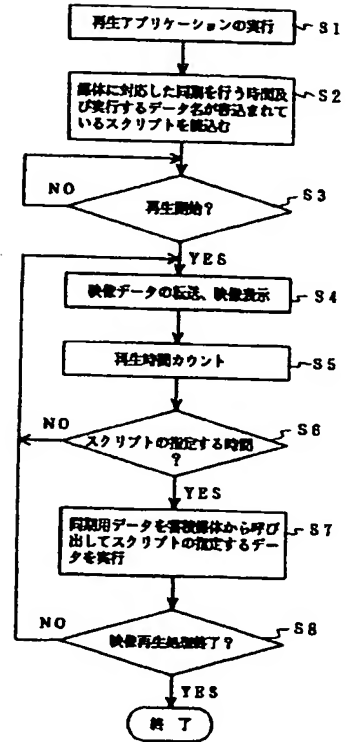 再生アプリケーションの実行
S1
媒体に対応した同期を行う時間及
び実行するデータ名が書込まれて
いるスクリプトを読込む
S2
NO
再生開始?
S3
YES
映像データの転送、映像表示
S4
再生時間カウント
S5
NO
スクリプトの指定する時間
?
S6
YES
同期用データを蓄積媒体から呼び
出してスクリプトの指定するデー
タを実行
S7
NO
映像再生処理終了?
S8
YES
終 了